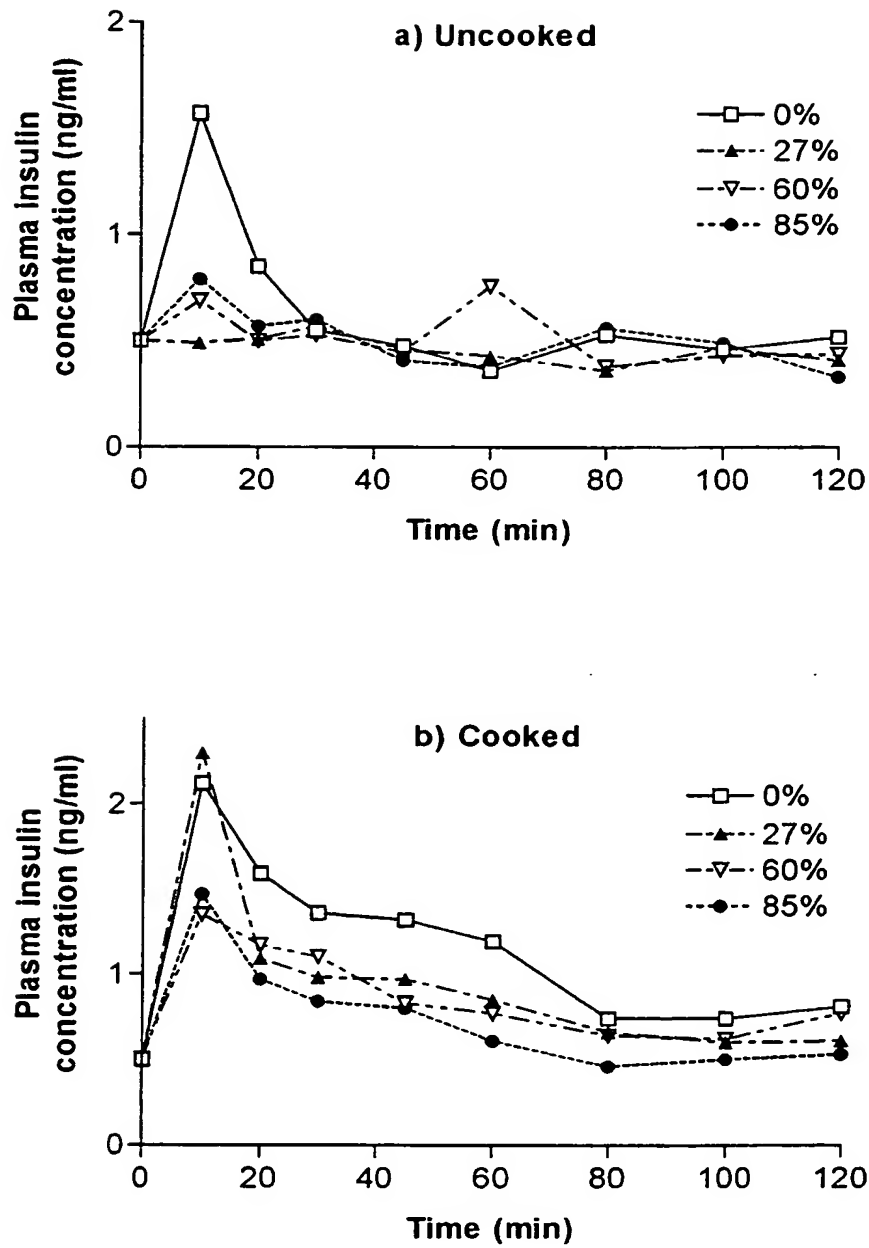 a) Uncooked
2
1
0
Plasma insulin
concentration (ng/ml)
0%
27%
60%
85%
0 20 40 60 80 100 120
Time (min)
b) Cooked
2
1
0
Plasma insulin
concentration (ng/ml)
0%
27%
60%
85%
0 20 40 60 80 100 120
Time (min)